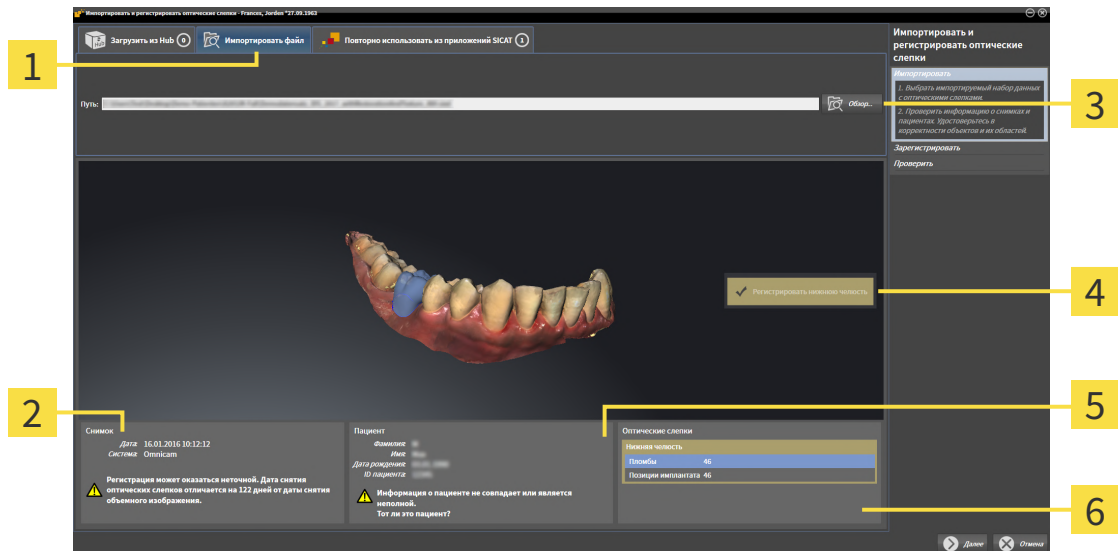 Импортировать и регистрировать оптические слепки - Frances, Jorden *27.09.1963
Загрузить из Hub 0
Импортировать файл
Повторно использовать из приложений SICAT 1
Импортировать и
регистрировать оптические
слепки
Импортировать
1. Выбрать импортируемый набор данных
с оптическими слепками.
2. Проверить информацию о снимках и
пациентах. Удостоверьтесь в
корректности объектов и их областей.
Зарегистрировать
Проверить
1
Путь:
Обзор..
3
Регистрировать нижнюю челюсть
4
2
Снимок
Дата: 16.01.2016 10:12:12
Система: Omnicam
Регистрация может оказаться неточной. Дата снятия
оптических слепков отличается на 122 дней от даты снятия
объемного изображения.
Пациент
Фамилия:
Имя:
Дата рождения:
ID пациента:
Информация о пациенте не совпадает или является
неполной.
Тот ли это пациент?
5
Оптические слепки
Нижняя челюсть
Пломбы 46
Позиции имплантата 46
6
Далее
Отмена